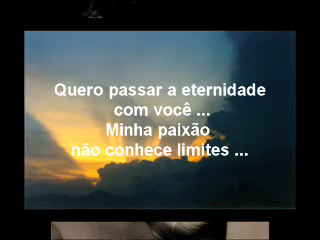 Quero passar a eternidade
com você ...
Minha paixão
não conhece limites ...